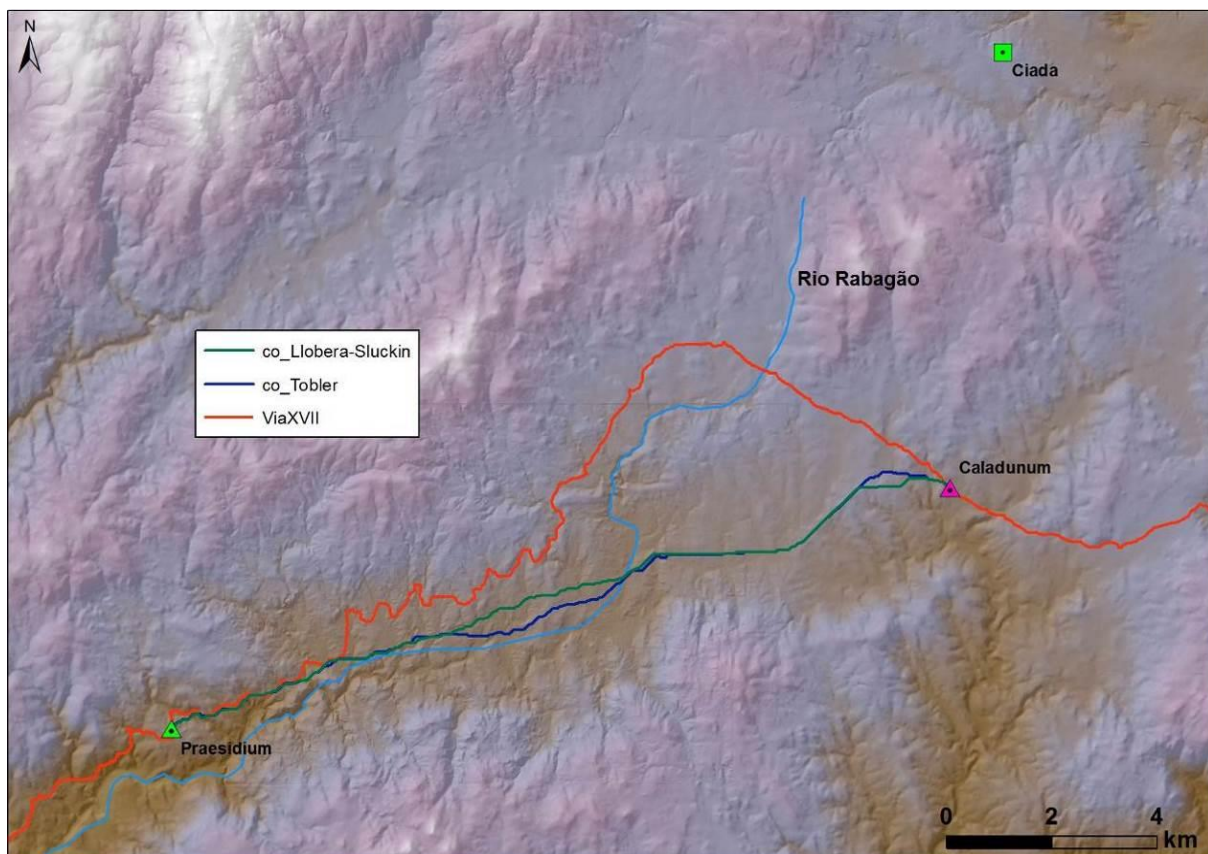 N
Ciada
Rio Rabagão
co_Llobera-Sluckin
co_Tobler
ViaXVII
Caladunum
Praesidium
0 2 4
km